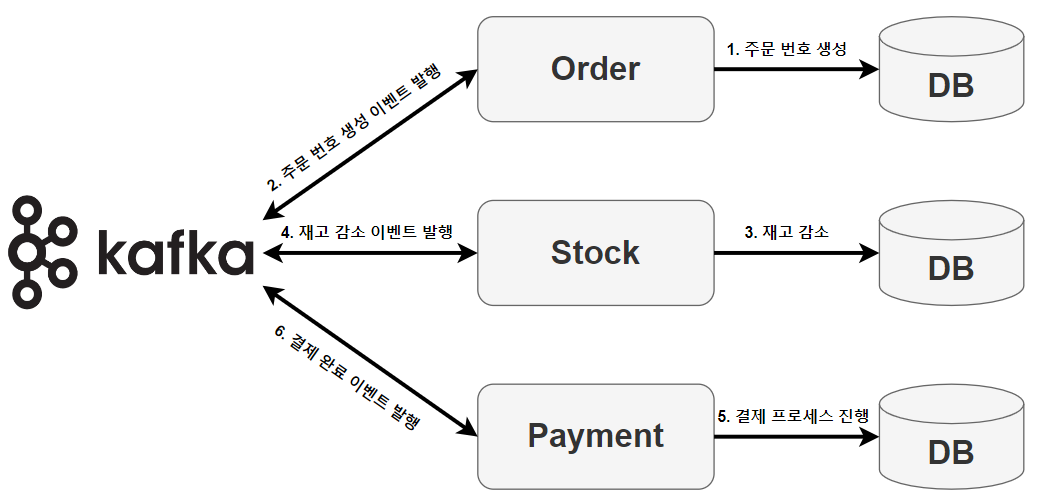 Order
1. 주문 번호 생성
DB
2. 주문 번호 생성 이벤트 발행
kafka
4. 재고 감소 이벤트 발행
Stock
3. 재고 감소
DB
6. 결제 완료 이벤트 발행
Payment
5. 결제 프로세스 진행
DB